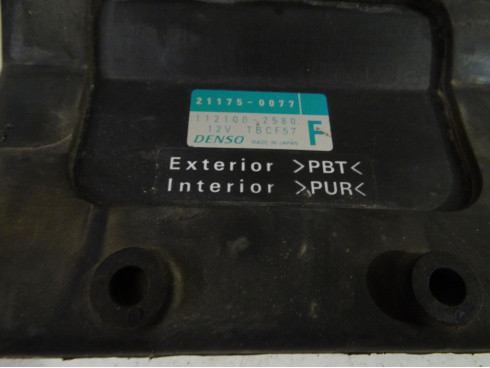 21175-0077
112100-2580
12V TBCF57
DENSO MADE IN JAPAN
F
Exterior >PBT<
Interior >PUR<